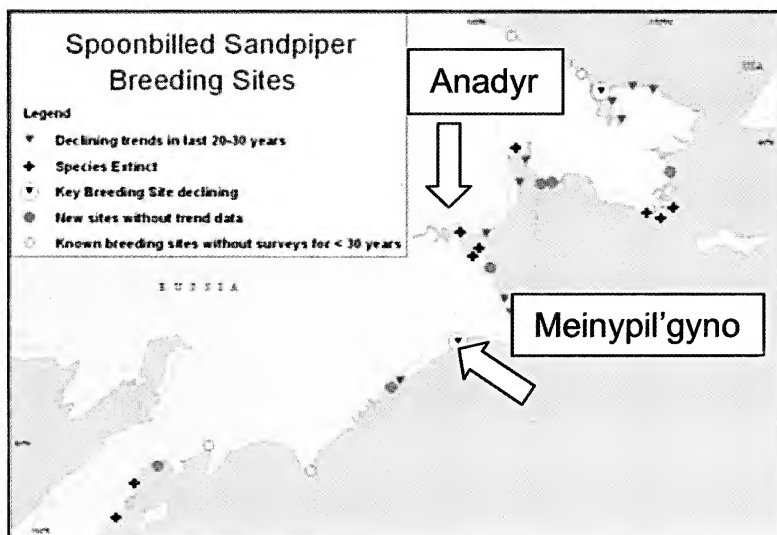 Spoonbilled Sandpiper
Breeding Sites
Legend
Declining trends in last 20-30 years
Species Extinct
Key Breeding Site declining
New sites without trend data
Known breeding sites without surveys for < 30 years
Anadyr
Meinypil'gyno
RUSSIA